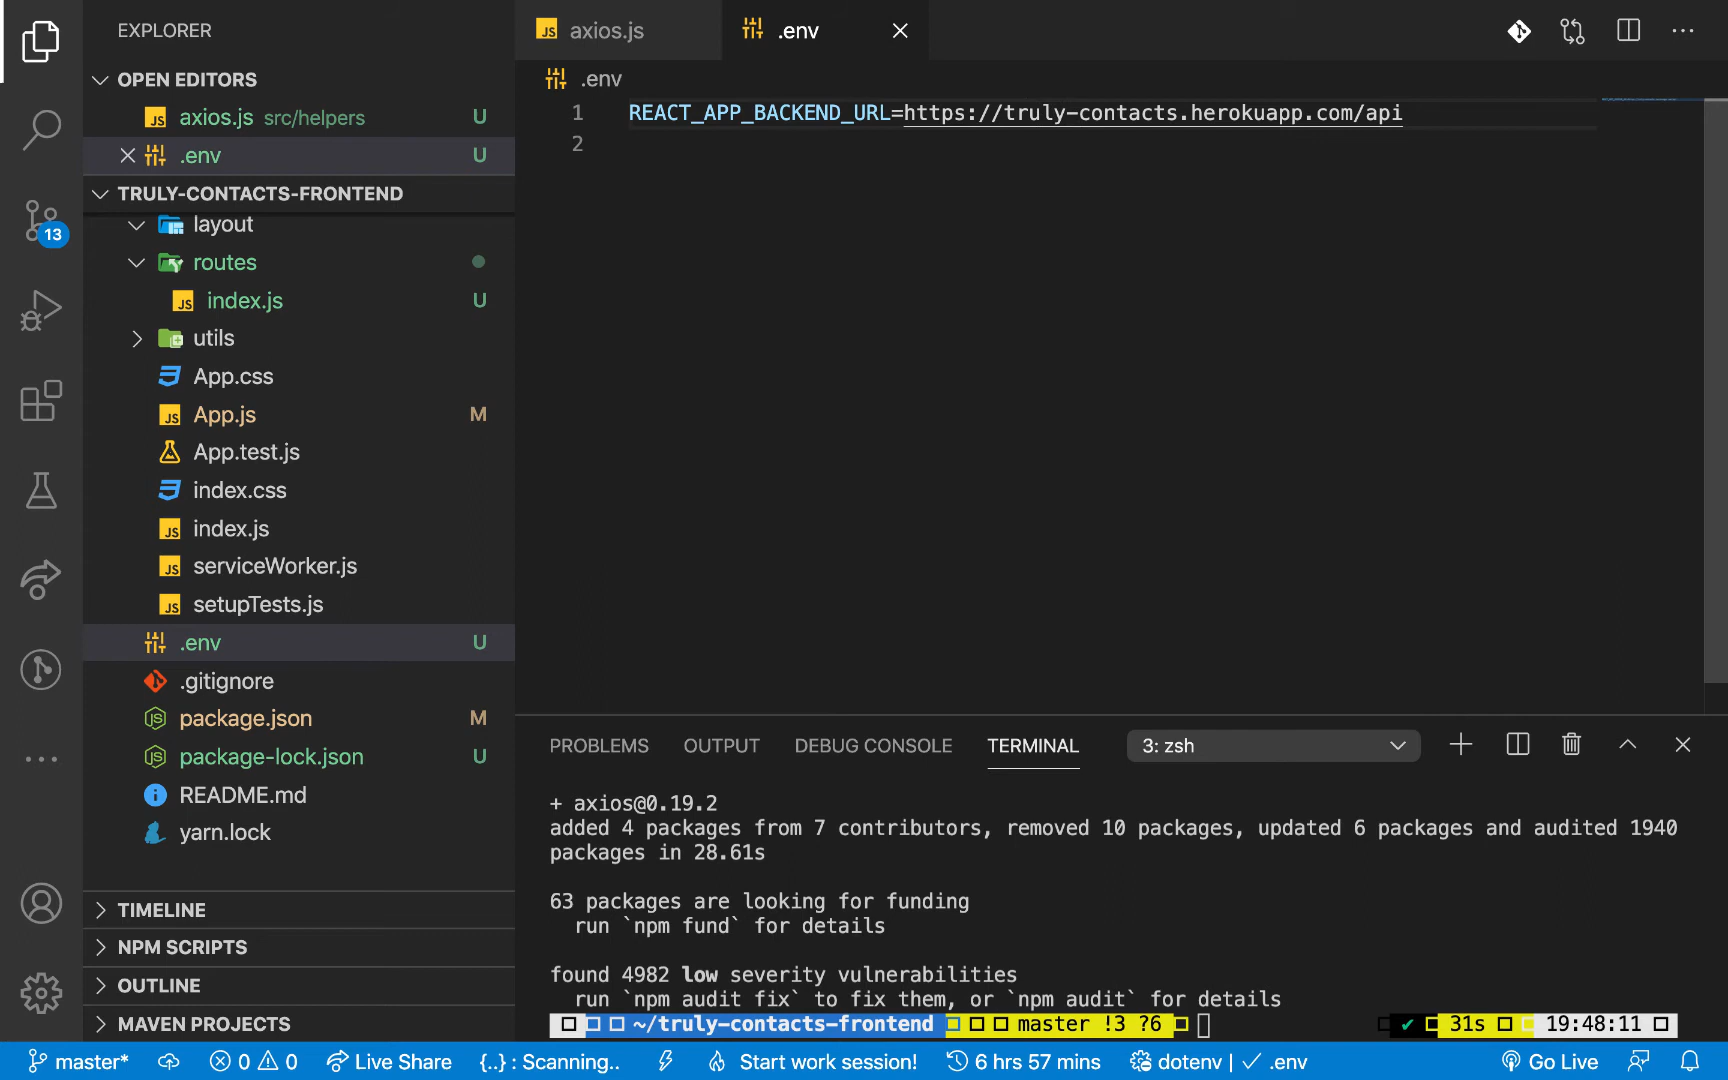 EXPLORER
axios.js
.env
OPEN EDITORS
axios.js src/helpers U
.env U
TRULY-CONTACTS-FRONTEND
layout
routes
index.js U
utils
App.css
App.js M
App.test.js
index.css
index.js
serviceWorker.js
setupTests.js
.env U
.gitignore
package.json M
package-lock.json U
README.md
yarn.lock
TIMELINE
NPM SCRIPTS
OUTLINE
MAVEN PROJECTS
13
.env
1 REACT_APP_BACKEND_URL=https://truly-contacts.herokuapp.com/api
2
PROBLEMS OUTPUT DEBUG CONSOLE TERMINAL 3: zsh
+ axios@0.19.2
added 4 packages from 7 contributors, removed 10 packages, updated 6 packages and audited 1940
packages in 28.61s
63 packages are looking for funding
run `npm fund` for details
found 4982 low severity vulnerabilities
run `npm audit fix` to fix them, or `npm audit` for details
~/truly-contacts-frontend master !3 ?6 ✔ 31s 19:48:11
master* 0 0 Live Share {..} : Scanning.. Start work session! 6 hrs 57 mins dotenv | ✓ .env Go Live